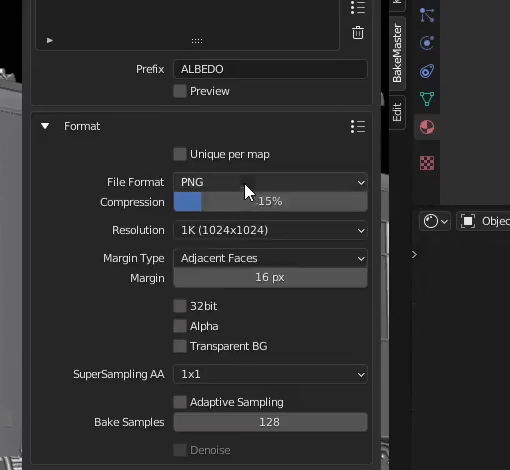 Prefix ALBEDO
Preview
Format
Unique per map
File Format PNG
Compression 15%
Resolution 1K (1024x1024)
Margin Type Adjacent Faces
Margin 16 px
32bit
Alpha
Transparent BG
SuperSampling AA 1x1
Adaptive Sampling
Bake Samples 128
Denoise
BakeMaster
Edit
Objec